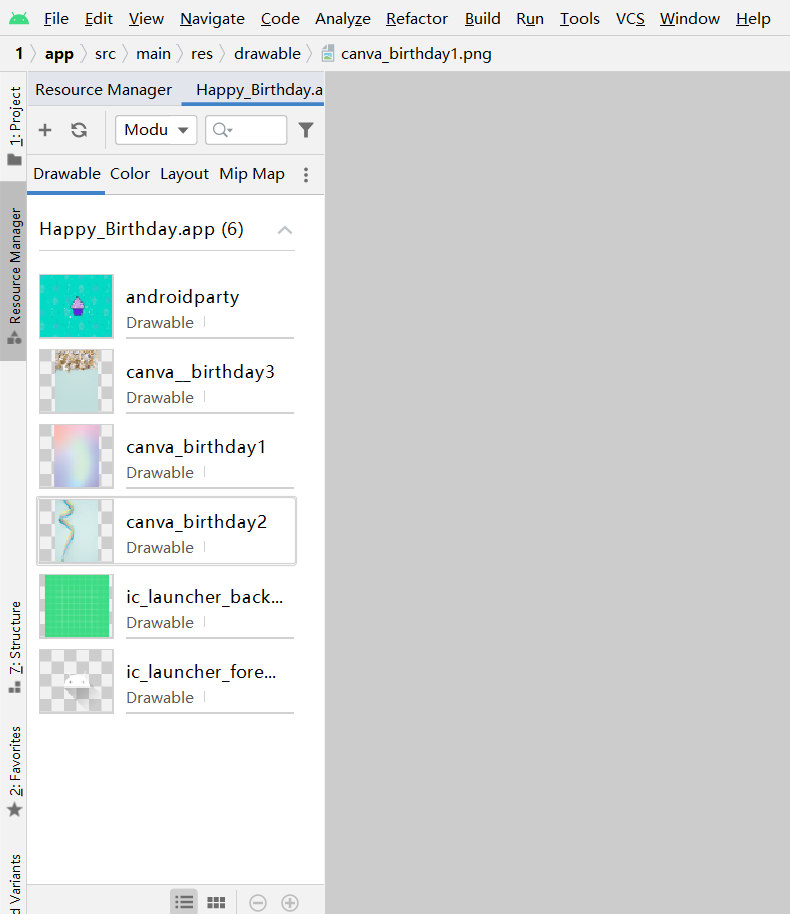 File Edit View Navigate Code Analyze Refactor Build Run Tools VCS Window Help
1 app src main res drawable canva_birthday1.png
Resource Manager Happy_Birthday.a
1: Project
Modu
Drawable Color Layout Mip Map
Resource Manager
Happy_Birthday.app (6)
androidparty
Drawable
canva__birthday3
Drawable
canva_birthday1
Drawable
canva_birthday2
Drawable
ic_launcher_back...
Drawable
ic_launcher_fore...
Drawable
7: Structure
2: Favorites
d Variants